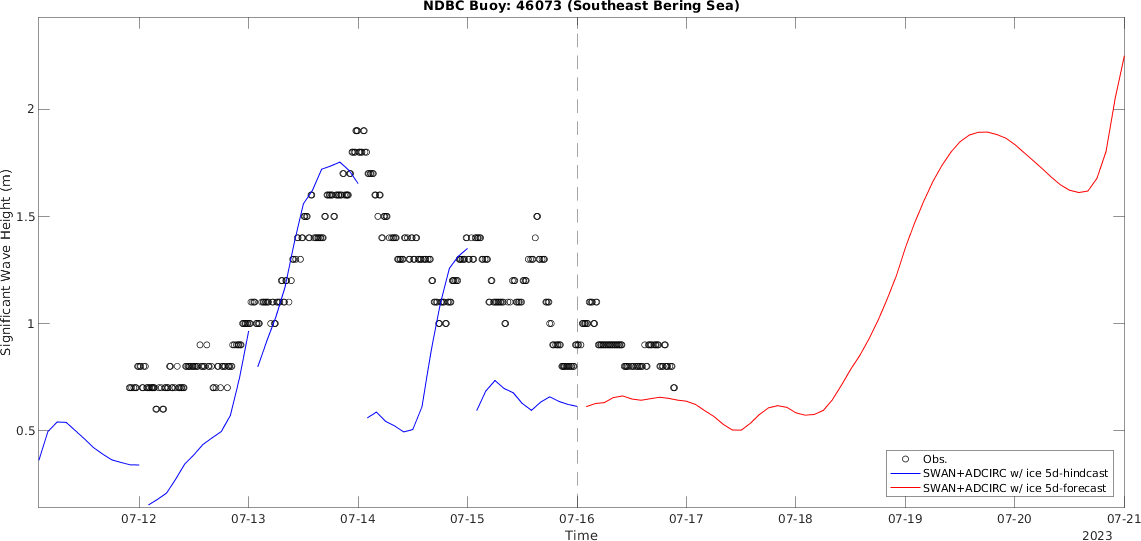 NDBC Buoy: 46073 (Southeast Bering Sea)
Significant Wave Height (m)
2
1.5
1
0.5
Obs.
SWAN+ADCIRC w/ ice 5d-hindcast
SWAN+ADCIRC w/ ice 5d-forecast
07-12 07-13 07-14 07-15 07-16 07-17 07-18 07-19 07-20 07-21
Time
2023